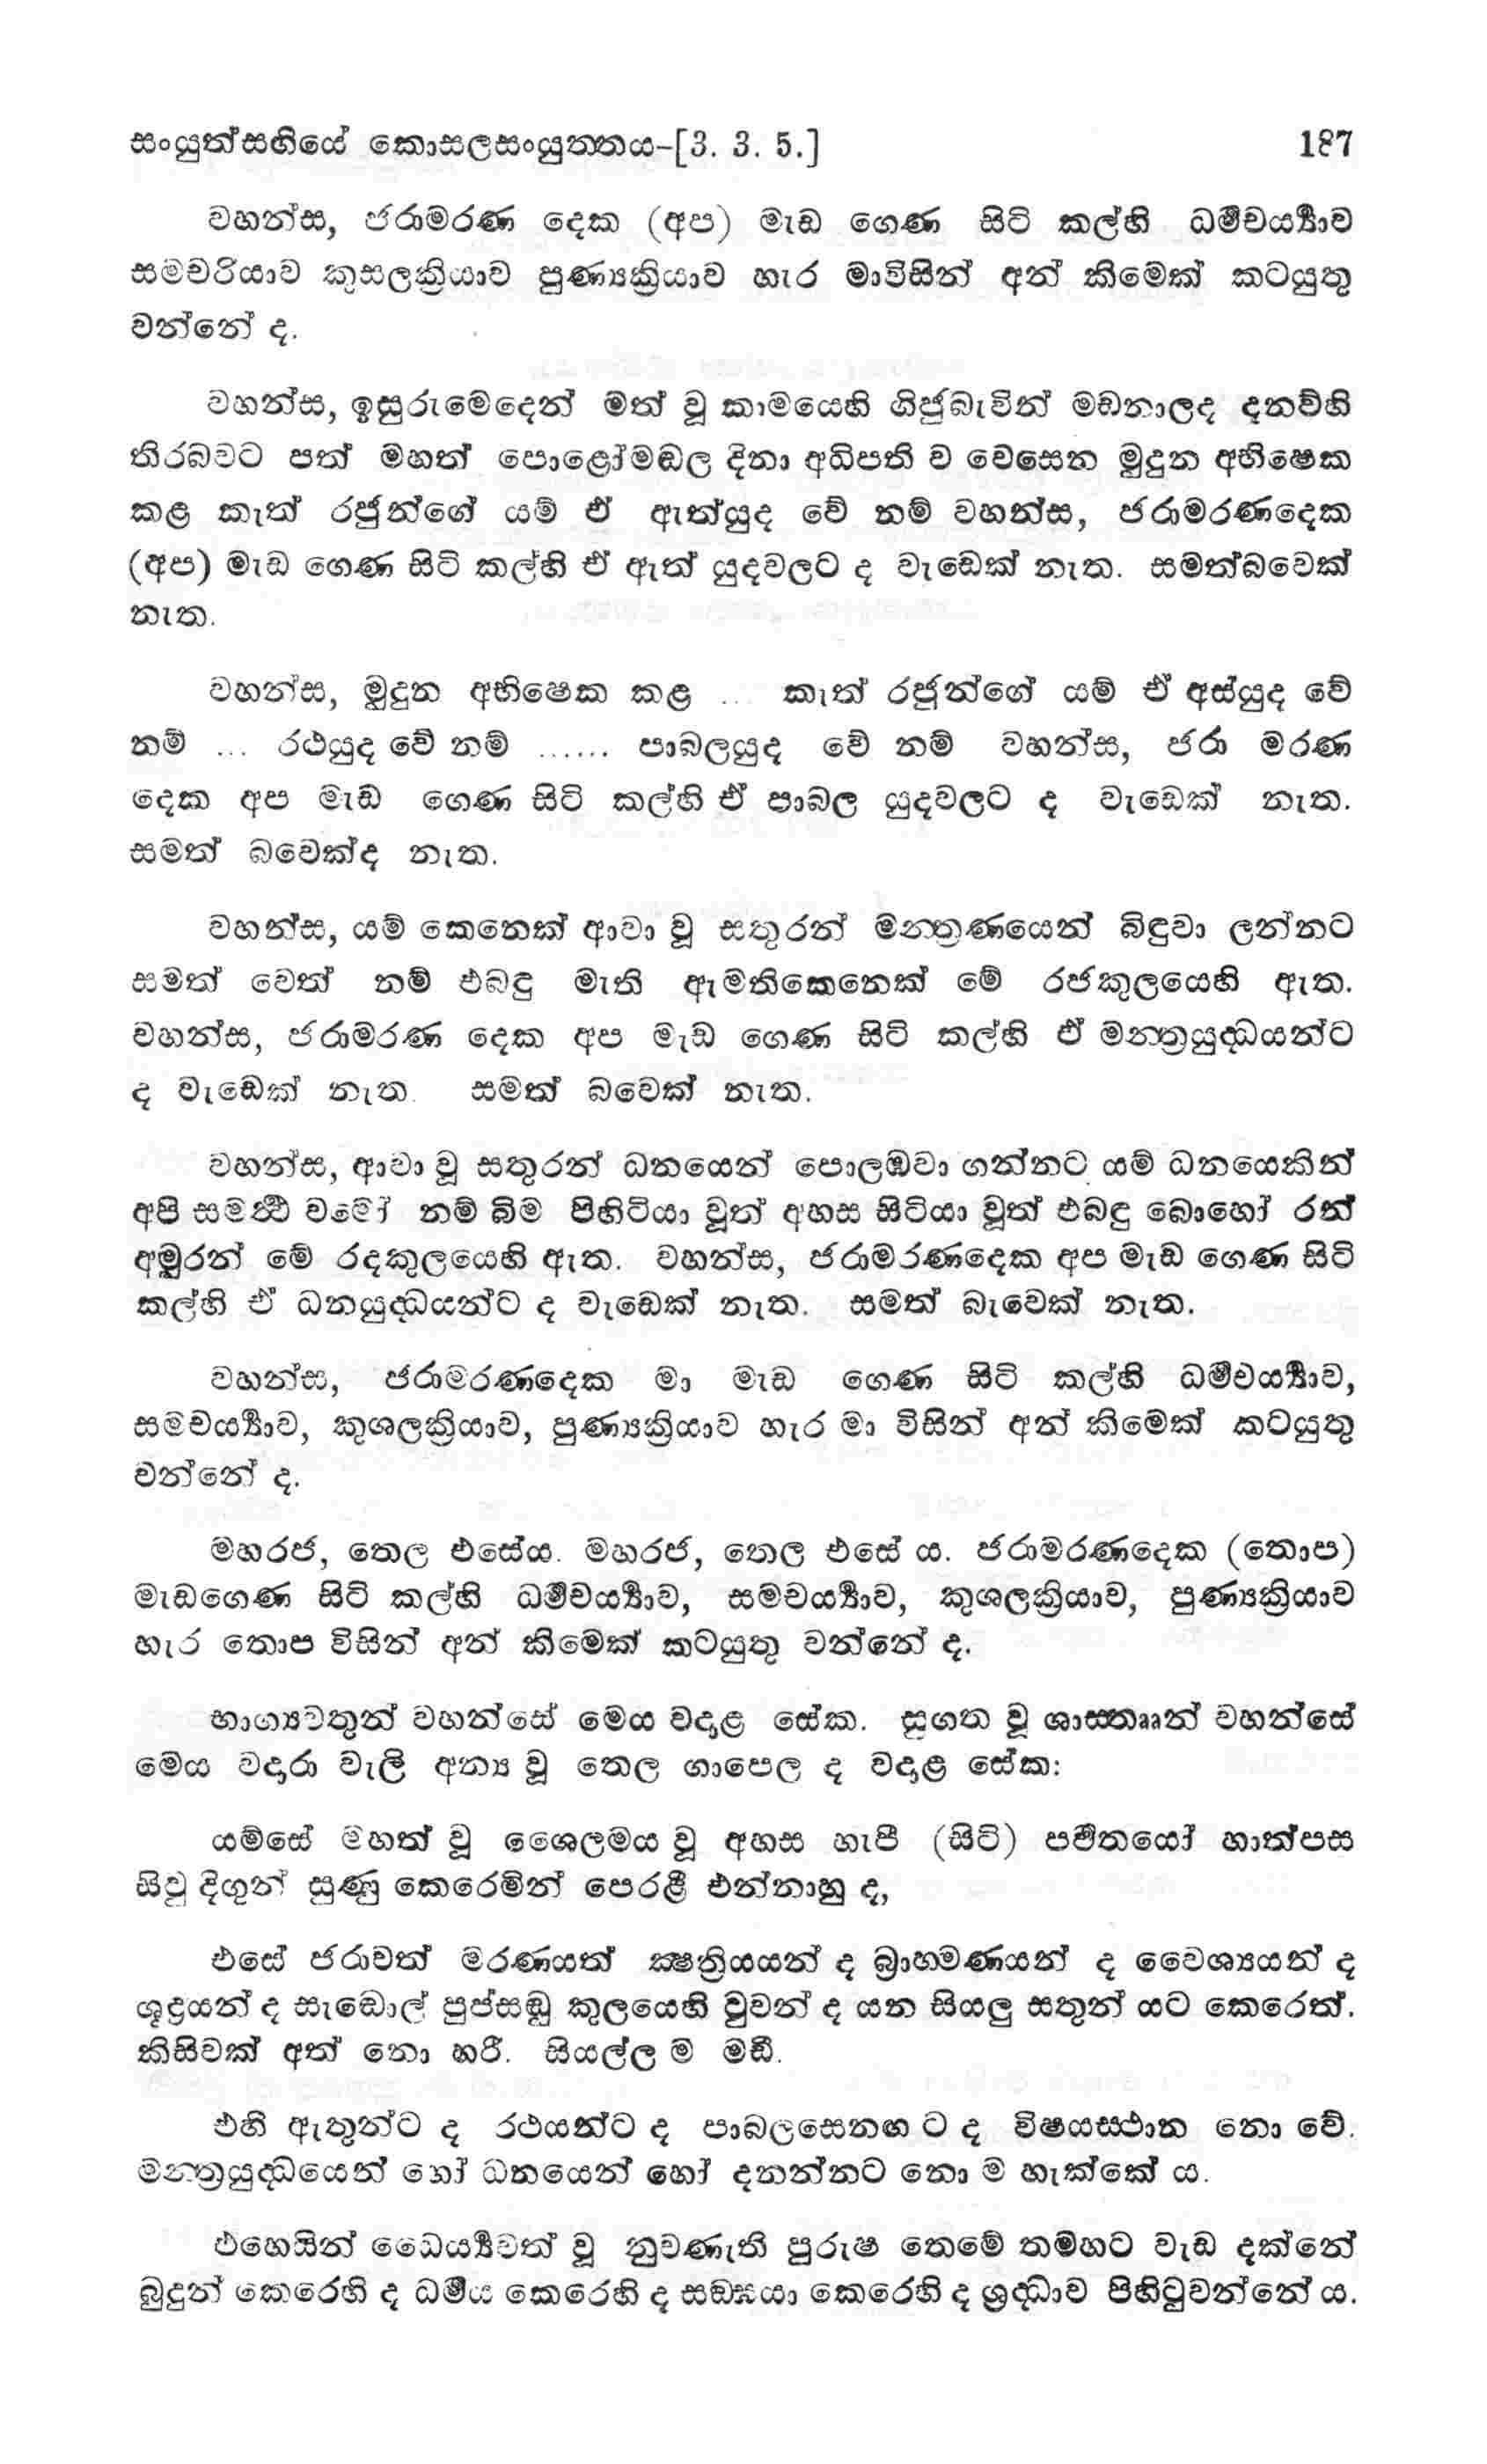 සංයුත්සඟියේ කොසලසංයුත්තය–[3. 3. 5.] 187
වහන්ස, ජරාමරණ දෙක (අප) මැඩ ගෙණ සිටි කල්හි ධර්‍මචර්‍ය්‍යාව
සමචරියාව කුසලක්‍රියාව පුණ්‍යක්‍රියාව හැර මාවිසින් අන් කිමෙක් කටයුතු
වන්නේ ද.
වහන්ස, ඉසුරුමෙදෙන් මත් වූ කාමයෙහි ගිජුබැවින් මඩනාලද දනව්හි
තිරබවට පත් මහත් පොළෝමඬල දිනා අධිපති ව වෙසෙන මුදුන අභිෂෙක
කළ කැත් රජුන්ගේ යම් ඒ ඇත්යුද වේ නම් වහන්ස, ජරාමරණදෙක
(අප) මැඩ ගෙණ සිටි කල්හි ඒ ඇත් යුදවලට ද වැඩෙක් නැත. සමත්බවෙක්
නැත.
වහන්ස, මුදුන අභිෂෙක කළ ... කැත් රජුන්ගේ යම් ඒ අස්යුද වේ
නම් ... රථයුද වේ නම් ...... පාබලයුද වේ නම් වහන්ස, ජරා මරණ
දෙක අප මැඩ ගෙණ සිටි කල්හි ඒ පාබල යුදවලට ද වැඩෙක් නැත.
සමත් බවෙක්ද නැත.
වහන්ස, යම් කෙනෙක් ආවා වූ සතුරන් මන්ත්‍රණයෙන් බිඳුවා ලන්නට
සමත් වෙත් නම් එබඳු මැති ඇමතිකෙනෙක් මේ රජකුලයෙහි ඇත.
වහන්ස, ජරාමරණ දෙක අප මැඩ ගෙණ සිටි කල්හි ඒ මන්ත්‍රයුද්ධයන්ට
ද වැඩෙක් නැත. සමත් බවෙක් නැත.
වහන්ස, ආවා වූ සතුරන් ධනයෙන් පොලඹවා ගන්නට යම් ධනයෙකින්
අපි සමර්‍ත්‍ථ වමෝ නම් බිම පිහිටියා වූත් අහස සිටියා වූත් එබඳු බොහෝ රත්
අමුරන් මේ රදකුලයෙහි ඇත. වහන්ස, ජරාමරණදෙක අප මැඩ ගෙණ සිටි
කල්හි ඒ ධනයුද්ධයන්ට ද වැඩෙක් නැත. සමත් බැවෙක් නැත.
වහන්ස, ජරාමරණදෙක මා මැඩ ගෙණ සිටි කල්හි ධර්‍මචර්‍ය්‍යාව,
සමචර්‍ය්‍යාව, කුශලක්‍රියාව, පුණ්‍යක්‍රියාව හැර මා විසින් අන් කිමෙක් කටයුතු
වන්නේ ද.
මහරජ, තෙල එසේය. මහරජ, තෙල එසේ ය. ජරාමරණදෙක (තොප)
මැඩගෙණ සිටි කල්හි ධර්‍මචර්‍ය්‍යාව, සමචර්‍ය්‍යාව, කුශලක්‍රියාව, පුණ්‍යක්‍රියාව
හැර තොප විසින් අන් කිමෙක් කටයුතු වන්නේ ද.
භාග්‍යවතුන් වහන්සේ මෙය වදාළ සේක. සුගත වූ ශාස්තෲන් වහන්සේ
මෙය වදාරා වැලි අන්‍ය වූ තෙල ගාපෙල ද වදාළ සේක:
යම්සේ මහත් වූ ශෛලමය වූ අහස හැපී (සිටි) පර්‍වතයෝ හාත්පස
සිවු දිගුන් සුණු කෙරෙමින් පෙරළී එන්නාහු ද,
එසේ ජරාවත් මරණයත් ක්‍ෂත්‍රියයන් ද බ්‍රාහ්මණයන් ද වෛශ්‍යයන් ද
ශූද්‍රයන් ද සැඩොල් පුප්සඬු කුලයෙහි වූවන් ද යන සියලු සතුන් යට කෙරෙත්.
කිසිවක් අත් නො හරී. සියල්ල ම මඩී.
එහි ඇතුන්ට ද රථයන්ට ද පාබලසෙනඟ ට ද විෂයස්ථාන නො වේ.
මන්ත්‍රයුද්ධයෙන් හෝ ධනයෙන් හෝ දනන්නට නො ම හැක්කේ ය.
එහෙයින් ධෛර්‍ය්‍යවත් වූ නුවණැති පුරුෂ තෙමේ තමහට වැඩ දක්නේ
බුදුන් කෙරෙහි ද ධර්‍මය කෙරෙහි ද සඞ්ඝයා කෙරෙහි ද ශ්‍රද්ධාව පිහිටුවන්නේ ය.